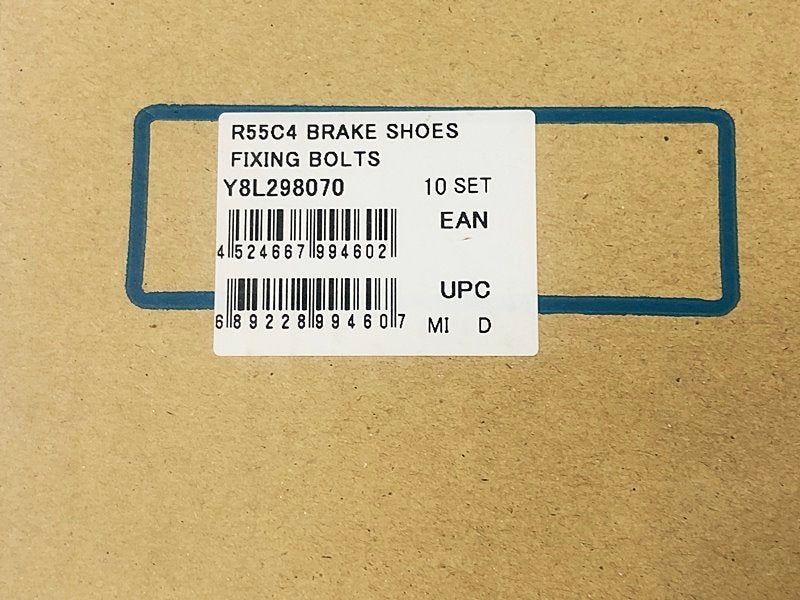 R55C4 BRAKE SHOES
FIXING BOLTS
Y8L298070 10 SET
EAN
4 524667 994602
UPC
6 89228 99460 7
MI D